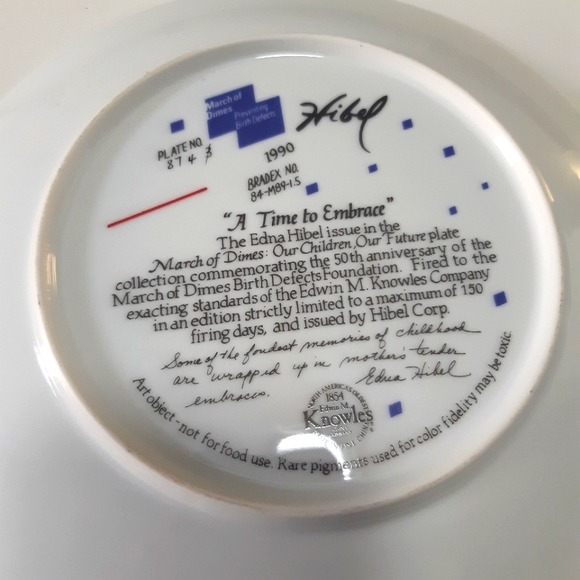 March of
Dimes
Preventing
Birth Defects
Hibel
PLATE NO.
874
1990
BRADEX NO.
84-M89-1.5
"A Time to Embrace"
The Edna Hibel issue in the
March of Dimes: Our Children, Our Future plate
collection commemorating the 50th anniversary of the
March of Dimes Birth Defects Foundation. Fired to the
exacting standards of the Edwin M. Knowles Company
in an edition strictly limited to a maximum of 150
firing days, and issued by Hibel Corp.
Some of the fondest memories of childhood
are wrapped up in mothers' tender
embraces.
Edna Hibel
1854
Edwin M.
Knowles
Art object - not for food use. Rare pigments used for color fidelity may be toxic